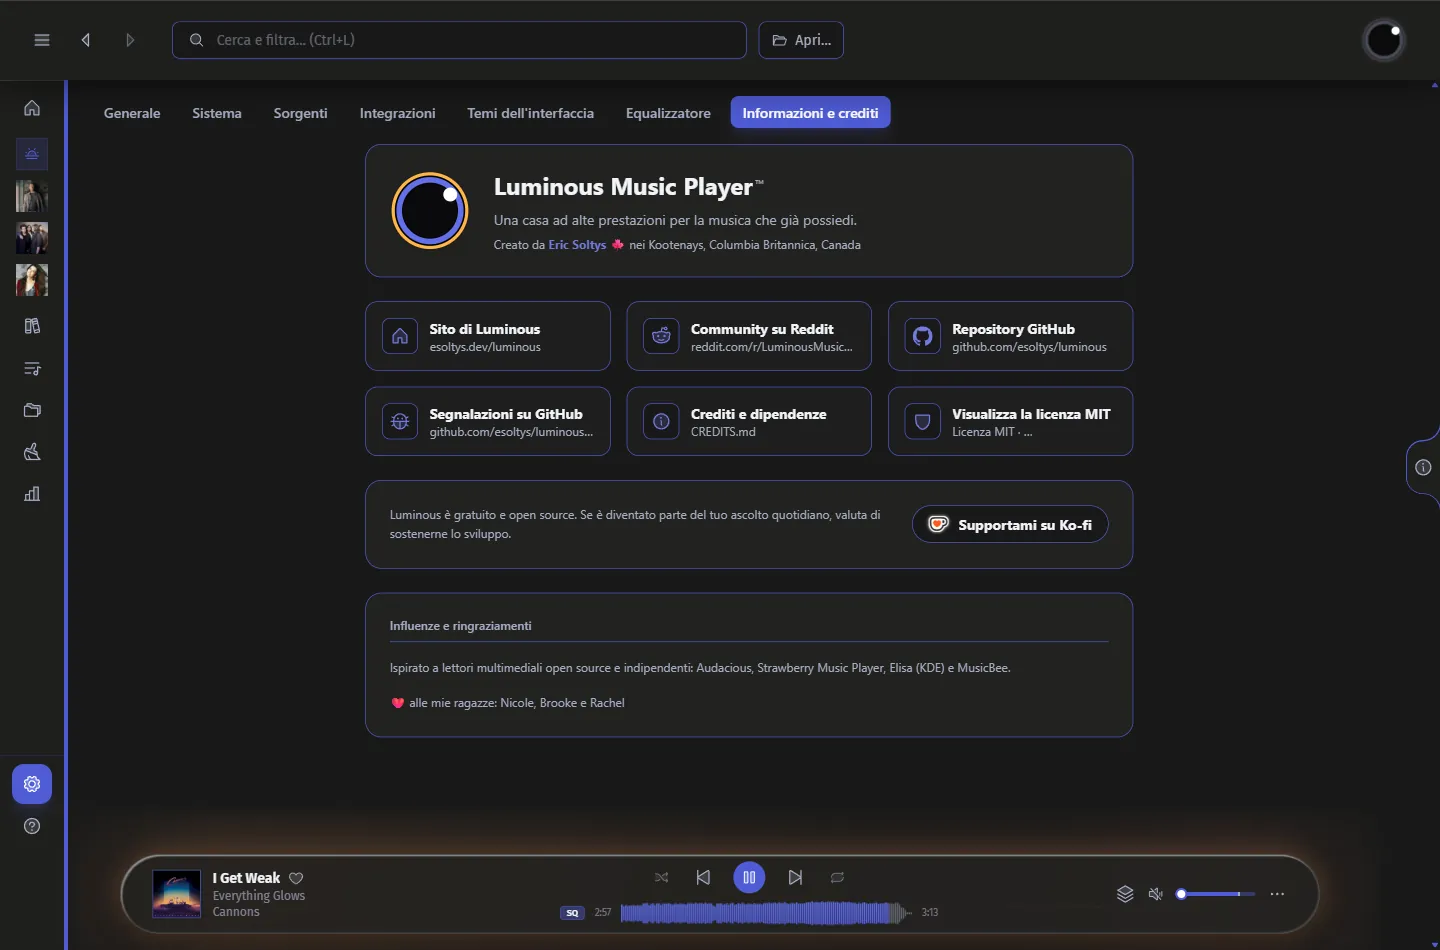 Cerca e filtra... (Ctrl+L)
Apri...
Generale
Sistema
Sorgenti
Integrazioni
Temi dell'interfaccia
Equalizzatore
Informazioni e crediti
Luminous Music Player™
Una casa ad alte prestazioni per la musica che già possiedi.
Creato da Eric Soltys nei Kootenays, Columbia Britannica, Canada
Sito di Luminous
esoltys.dev/luminous
Community su Reddit
reddit.com/r/LuminousMusic...
Repository GitHub
github.com/esoltys/luminous
Segnalazioni su GitHub
github.com/esoltys/luminous...
Crediti e dipendenze
CREDITS.md
Visualizza la licenza MIT
Licenza MIT · ...
Luminous è gratuito e open source. Se è diventato parte del tuo ascolto quotidiano, valuta di
sostenerne lo sviluppo.
Supportami su Ko-fi
Influenze e ringraziamenti
Ispirato a lettori multimediali open source e indipendenti: Audacious, Strawberry Music Player, Elisa (KDE) e MusicBee.
alle mie ragazze: Nicole, Brooke e Rachel
I Get Weak
Everything Glows
Cannons
SQ
2:57
3:13